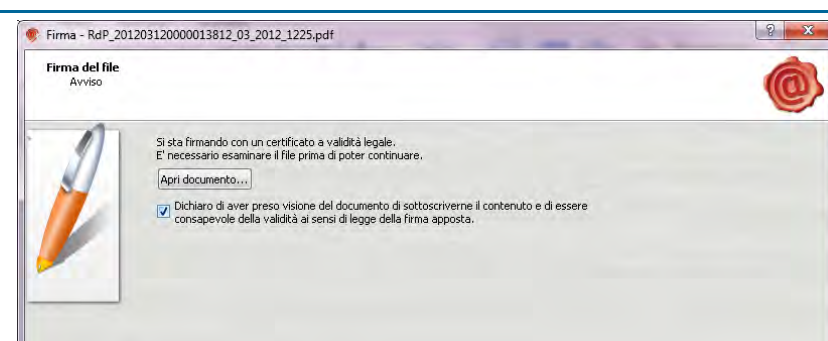 Firma - RdP_201203120000013812_03_2012_1225.pdf
Firma del file
Avviso
Si sta firmando con un certificato a validità legale.
E' necessario esaminare il file prima di poter continuare.
Apri documento...
Dichiaro di aver preso visione del documento di sottoscriverne il contenuto e di essere
consapevole della validità ai sensi di legge della firma apposta.